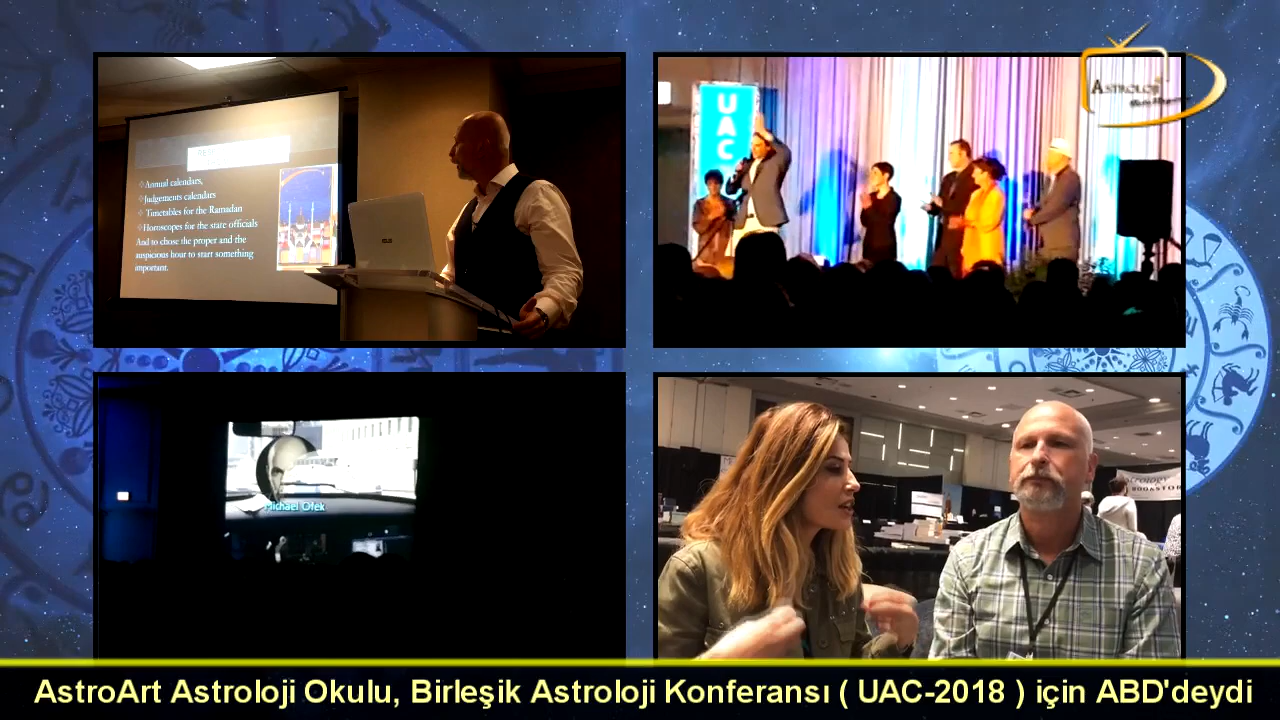 Annual calendars,
Judgements calendars
Timetables for the Ramadan
Horoscopes for the state officials
And to chose the proper and the
auspicious hour to start something
important.
ASUS
UAC
ASTROLOJi
Michael Ofek
BOOKSTOR
AstroArt Astroloji Okulu, Birleşik Astroloji Konferansı ( UAC-2018 ) için ABD'deydi